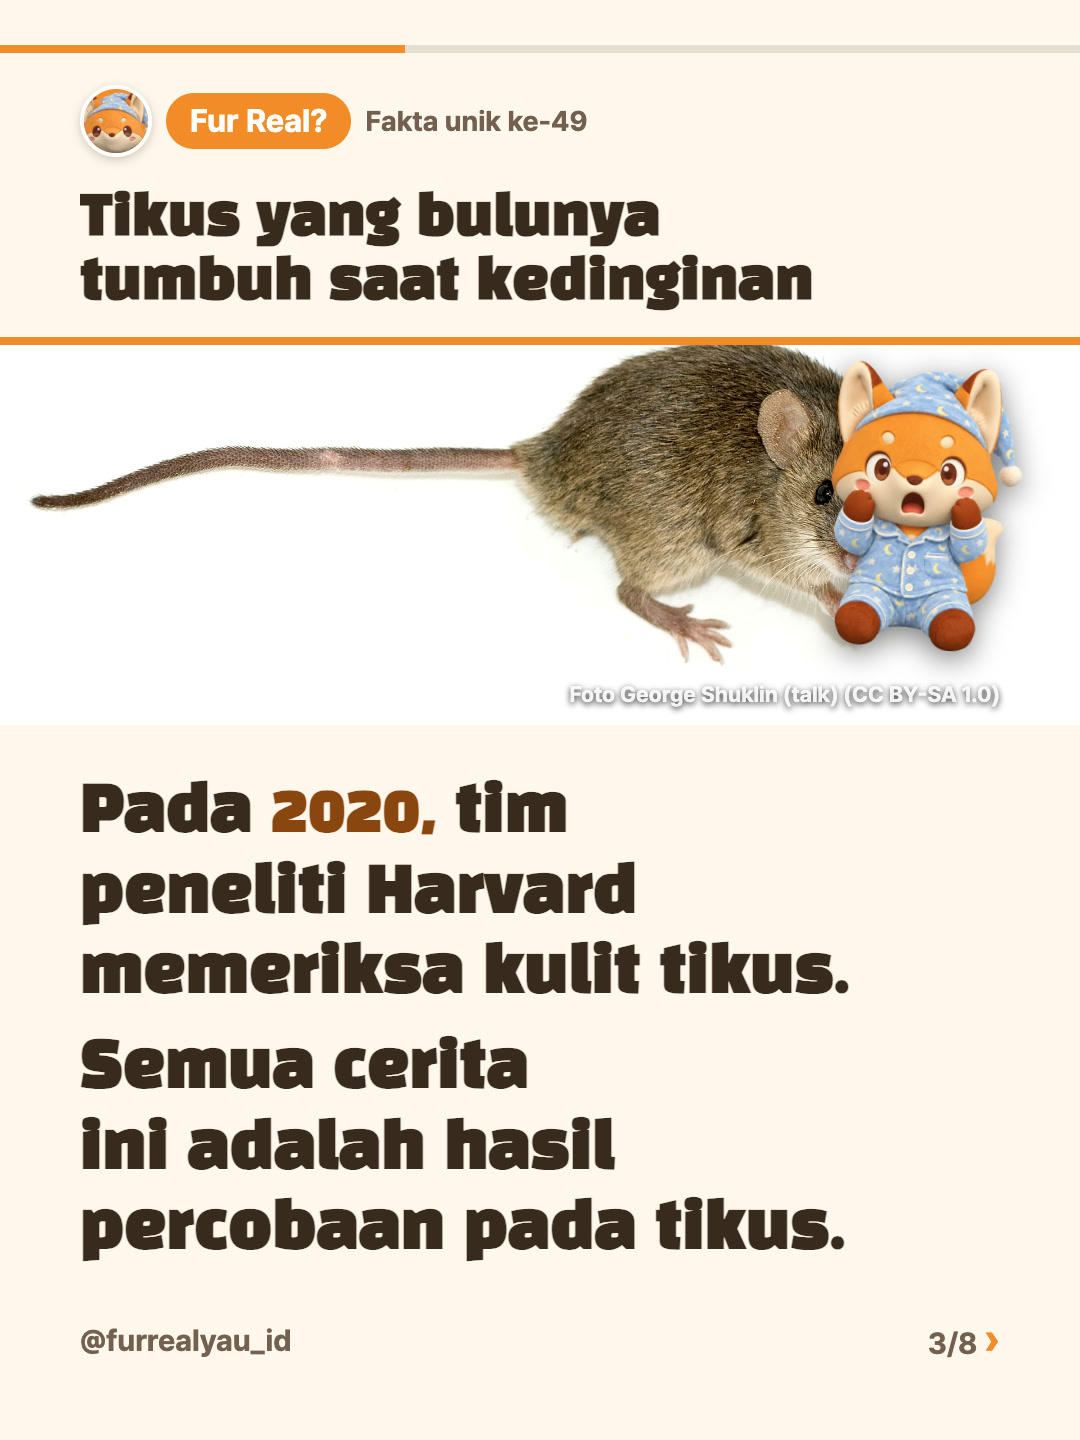 Fur Real?
Fakta unik ke-49
Tikus yang bulunya
tumbuh saat kedinginan
Foto George Shuklin (talk) (CC BY-SA 1.0)
Pada 2020, tim
peneliti Harvard
memeriksa kulit tikus.
Semua cerita
ini adalah hasil
percobaan pada tikus.
@furrealyau_id
3/8 ›